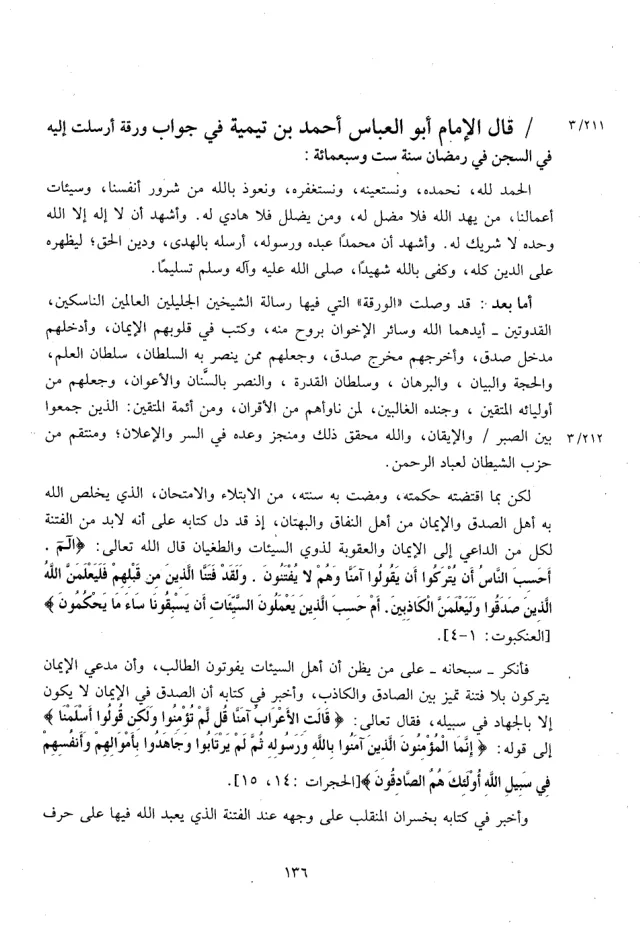 ٣/٢١١ / قال الإمام أبو العباس أحمد بن تيمية في جواب ورقة أرسلت إليه
في السجن في رمضان سنة ست وسبعمائة :
الحمد لله، نحمده، ونستعينه، ونستغفره، ونعوذ بالله من شرور أنفسنا، وسيئات
أعمالنا، من يهد الله فلا مضل له، ومن يضلل فلا هادي له. وأشهد أن لا إله إلا الله
وحده لا شريك له. وأشهد أن محمدًا عبده ورسوله، أرسله بالهدى، ودين الحق؛ ليظهره
على الدين كله، وكفى بالله شهيدًا، صلى الله عليه وآله وسلم تسليمًا.
أما بعد : قد وصلت «الورقة» التي فيها رسالة الشيخين الجليلين العالمين الناسكين،
القدوتين ـ أيدهما الله وسائر الإخوان بروح منه، وكتب في قلوبهم الإيمان، وأدخلهم
مدخل صدق، وأخرجهم مخرج صدق، وجعلهم ممن ينصر به السلطان، سلطان العلم،
والحجة والبيان ، والبرهان ، وسلطان القدرة ، والنصر بالسِّنان والأعوان، وجعلهم من
أوليائه المتقين ، وجنده الغالبين، لمن ناوأهم من الأقران، ومن أئمة المتقين: الذين جمعوا
٣/٢١٢ بين الصبر / والإيقان، والله محقق ذلك ومنجز وعده في السر والإعلان؛ ومنتقم من
حزب الشيطان لعباد الرحمن.
لكن بما اقتضته حكمته، ومضت به سنته، من الابتلاء والامتحان، الذي يخلص الله
به أهل الصدق والإيمان من أهل النفاق والبهتان، إذ قد دل كتابه على أنه لابد من الفتنة
لكل من الداعي إلى الإيمان والعقوبة لذوي السيئات والطغيان قال الله تعالى: ﴿الٓـمٓ .
أَحَسِبَ النَّاسُ أَن يُتْرَكُوا أَن يَقُولُوا آمَنَّا وَهُمْ لا يُفْتَنُونَ . وَلَقَدْ فَتَنَّا الَّذِينَ مِن قَبْلِهِمْ فَلَيَعْلَمَنَّ اللَّهُ
الَّذِينَ صَدَقُوا وَلَيَعْلَمَنَّ الْكَاذِبِينَ. أَمْ حَسِبَ الَّذِينَ يَعْمَلُونَ السَّيِّئَاتِ أَن يَسْبِقُونَا سَاءَ مَا يَحْكُمُونَ﴾
[العنكبوت: ١-٤].
فأنكر ـ سبحانه ـ على من يظن أن أهل السيئات يفوتون الطالب، وأن مدعي الإيمان
يتركون بلا فتنة تميز بين الصادق والكاذب، وأخبر في كتابه أن الصدق في الإيمان لا يكون
إلا بالجهاد في سبيله، فقال تعالى: ﴿ قَالَتِ الأَعْرَابُ آمَنَّا قُل لَّمْ تُؤْمِنُوا وَلَكِن قُولُوا أَسْلَمْنَا ﴾
إلى قوله: ﴿ إِنَّمَا الْمُؤْمِنُونَ الَّذِينَ آمَنُوا بِاللَّهِ وَرَسُولِهِ ثُمَّ لَمْ يَرْتَابُوا وَجَاهَدُوا بِأَمْوَالِهِمْ وَأَنفُسِهِمْ
فِي سَبِيلِ اللَّهِ أُوْلَئِكَ هُمُ الصَّادِقُونَ ﴾[الحجرات :١٤، ١٥].
وأخبر في كتابه بخسران المنقلب على وجهه عند الفتنة الذي يعبد الله فيها على حرف
١٣٦